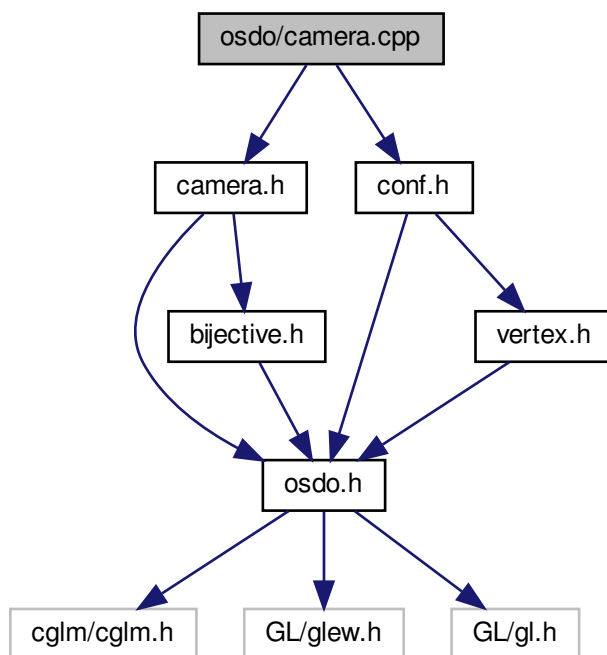 osdo/camera.cpp
camera.h
conf.h
bijective.h
vertex.h
osdo.h
cglm/cglm.h
GL/glew.h
GL/gl.h